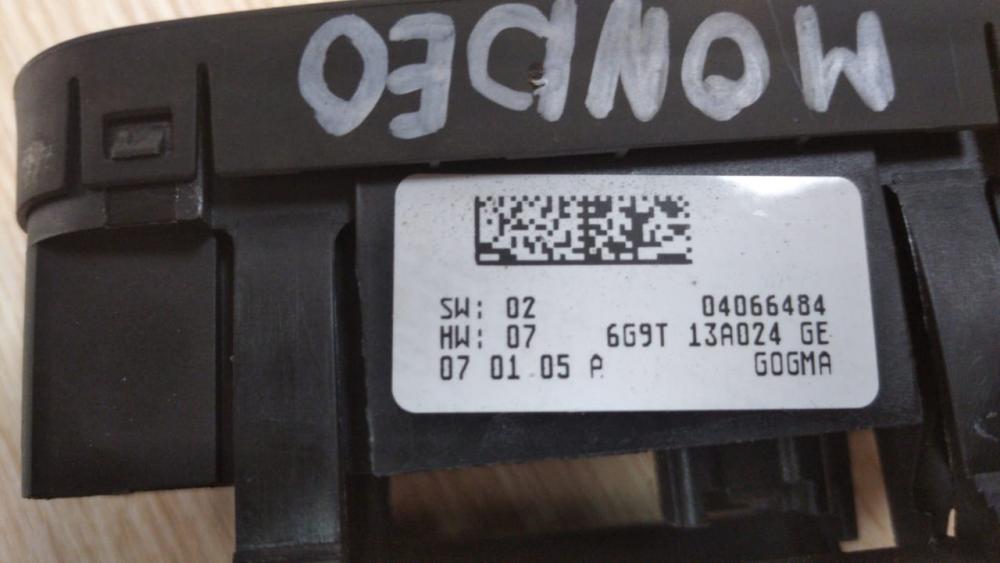 MONDEO
SW: 02 04066484
HW: 07 6G9T 13A024 GE
07 01 05 A GOGMA